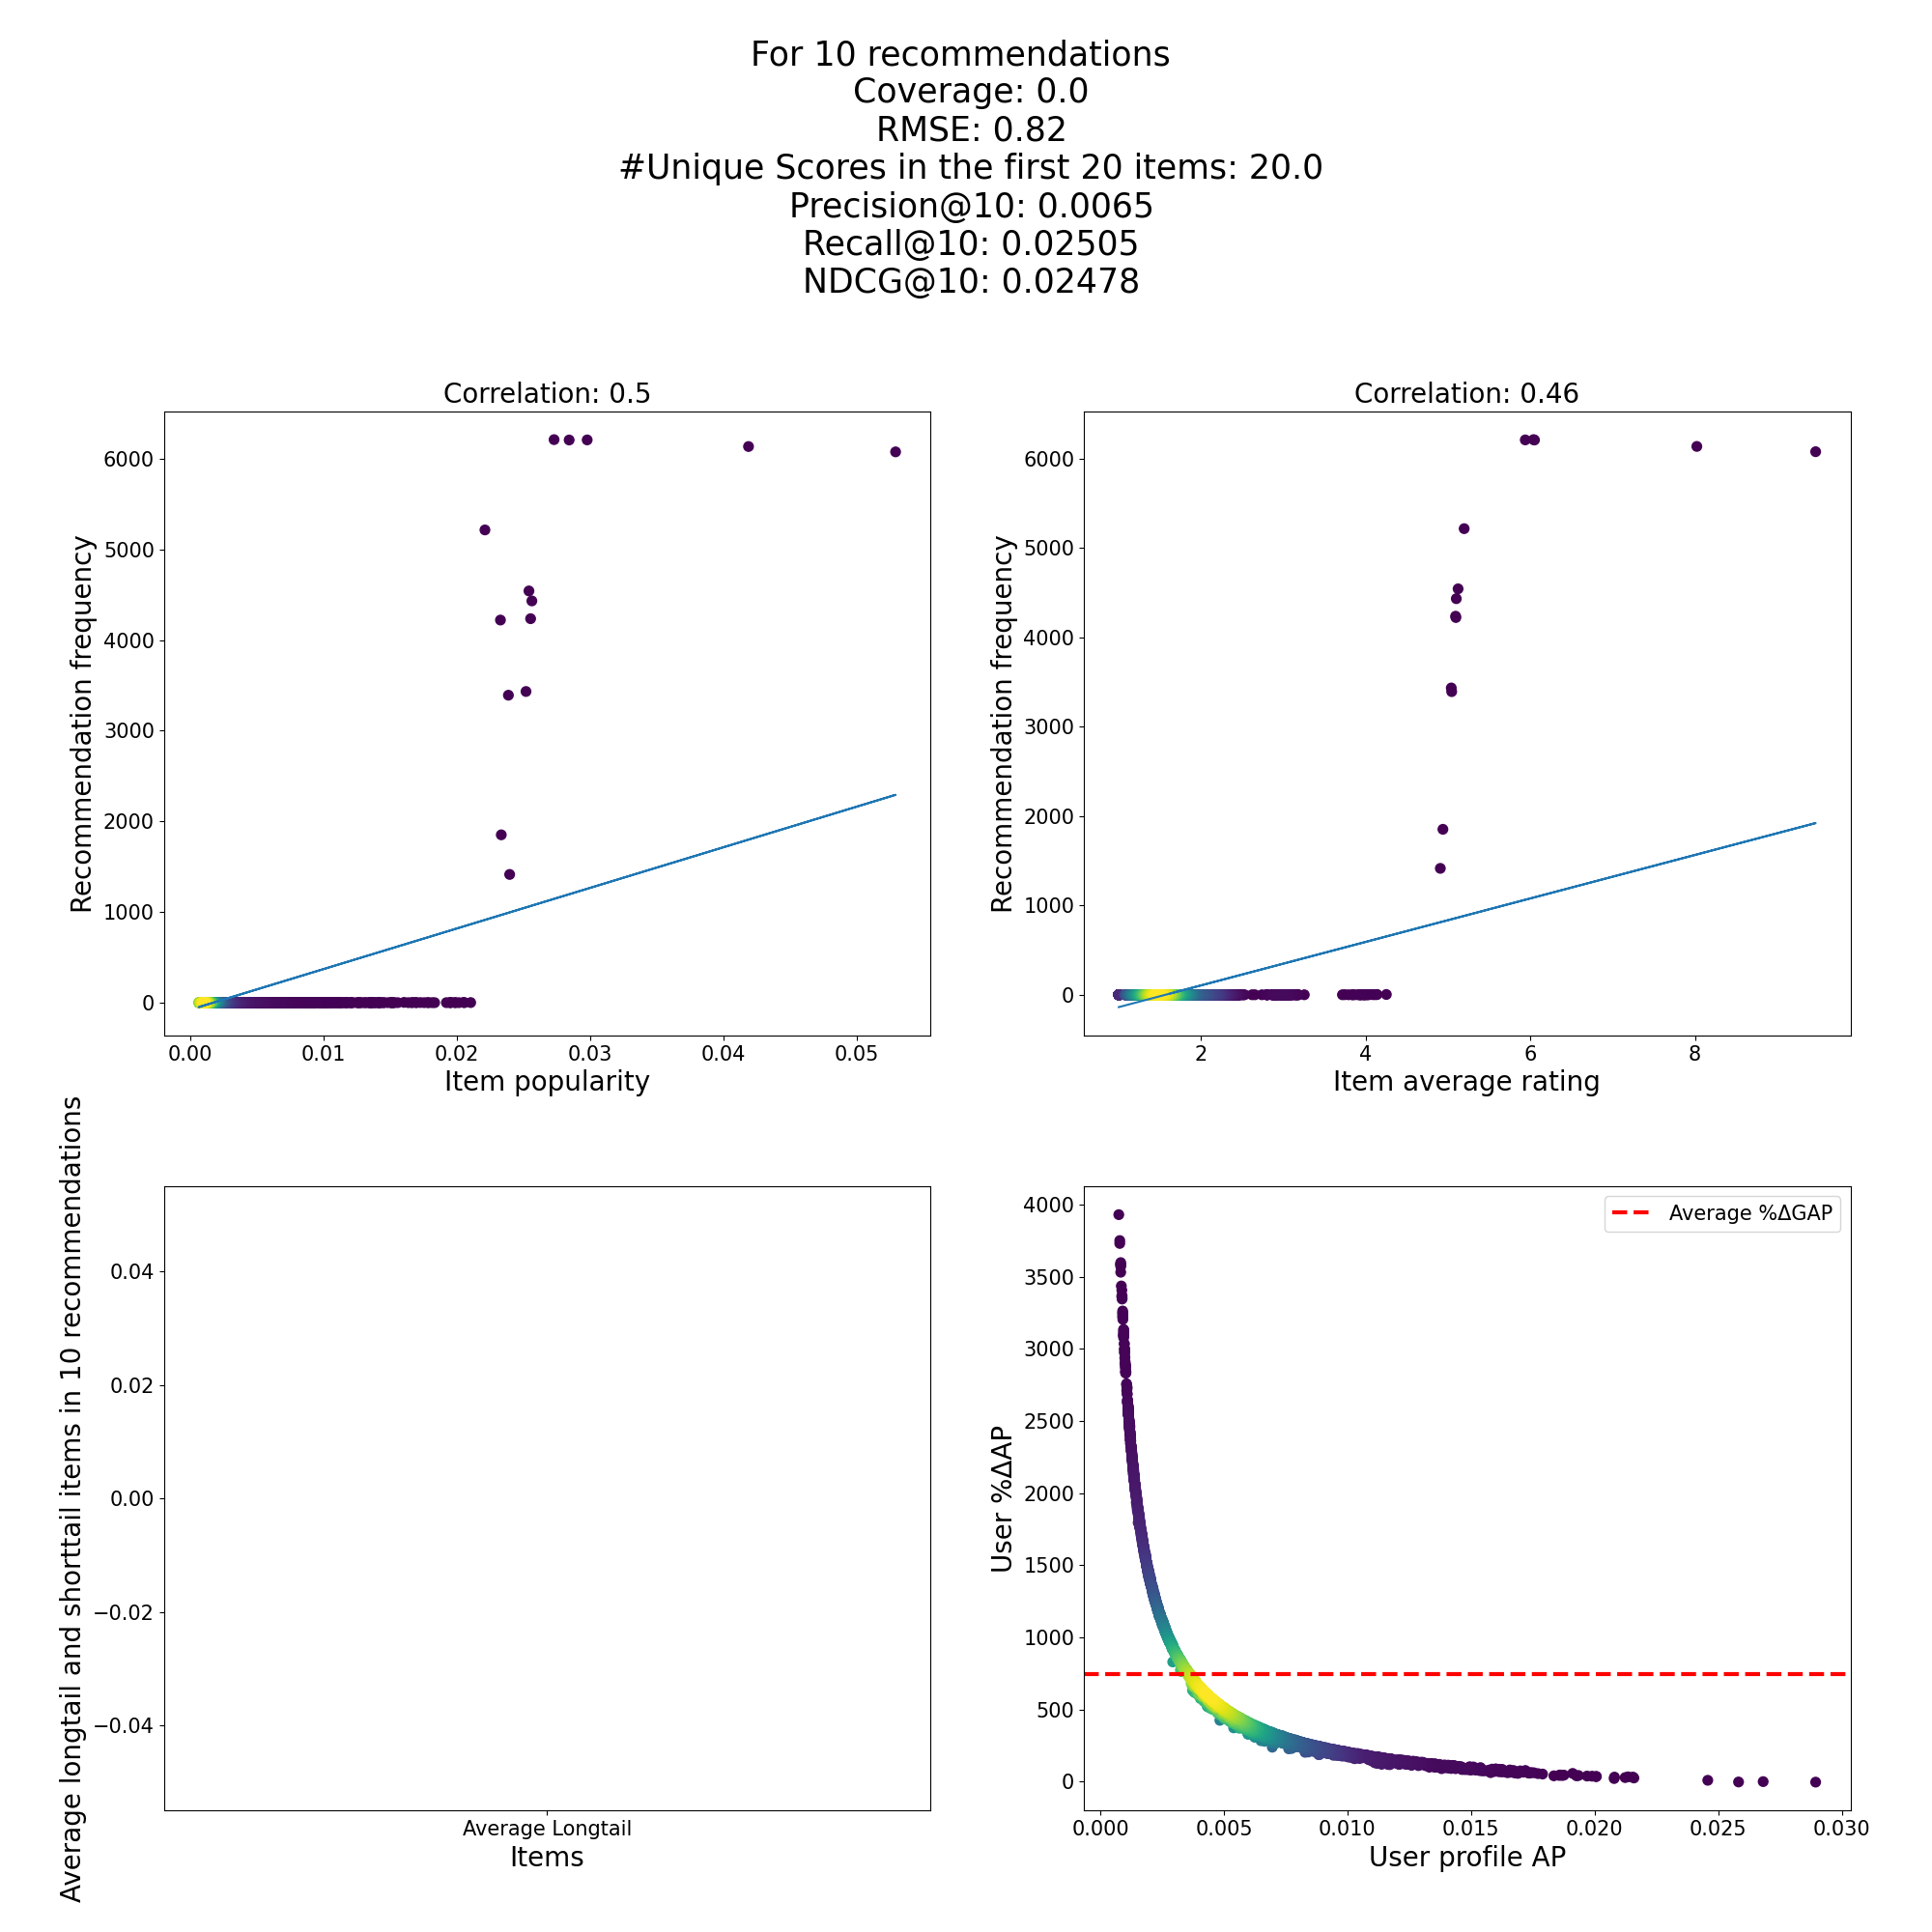 For 10 recommendations
Coverage: 0.0
RMSE: 0.82
#Unique Scores in the first 20 items: 20.0
Precision@10: 0.0065
Recall@10: 0.02505
NDCG@10: 0.02478
Correlation: 0.5
Recommendation frequency
6000
5000
4000
3000
2000
1000
0
0.00 0.01 0.02 0.03 0.04 0.05
Item popularity
Correlation: 0.46
Recommendation frequency
6000
5000
4000
3000
2000
1000
0
2 4 6 8
Item average rating
Average longtail and shorttail items in 10 recommendations
0.04
0.02
0.00
−0.02
−0.04
Average Longtail
Items
Average %ΔGAP
User %ΔAP
4000
3500
3000
2500
2000
1500
1000
500
0
0.000 0.005 0.010 0.015 0.020 0.025 0.030
User profile AP